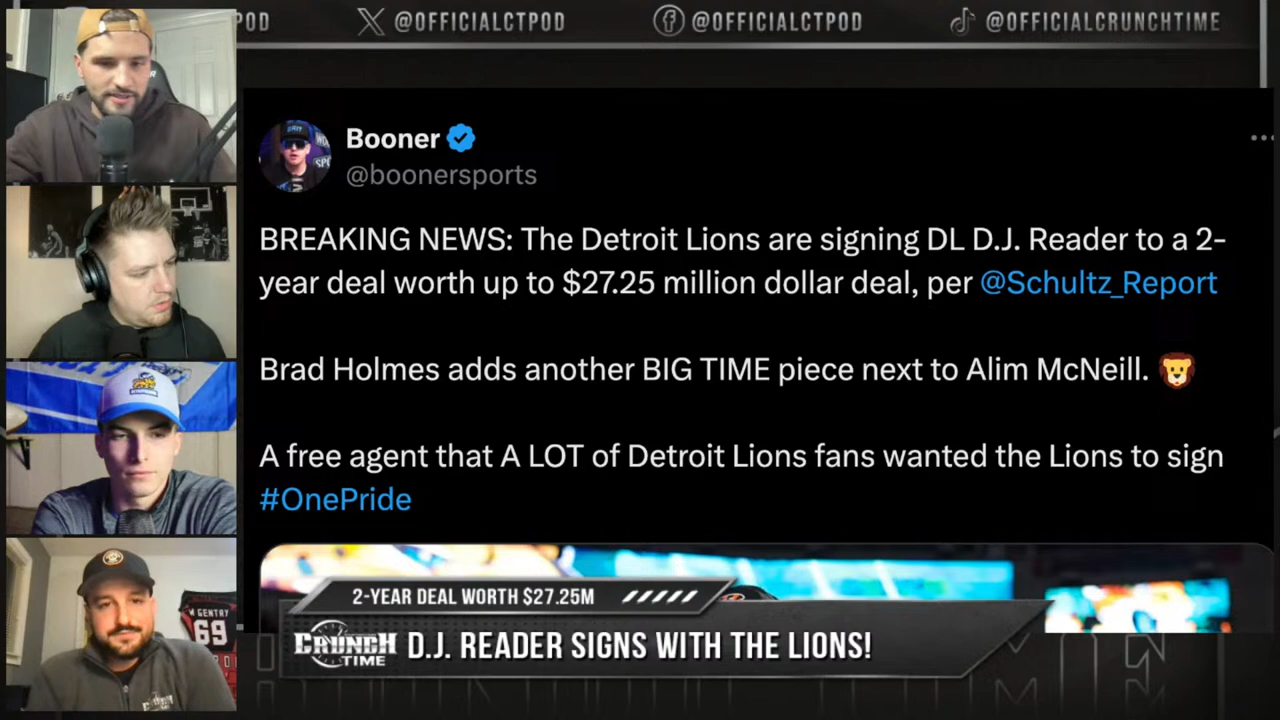 POD
@OFFICIALCTPOD
@OFFICIALCTPOD
@OFFICIALCRUNCHTIME
Booner
@boonersports
BREAKING NEWS: The Detroit Lions are signing DL D.J. Reader to a 2-
year deal worth up to $27.25 million dollar deal, per @Schultz_Report
Brad Holmes adds another BIG TIME piece next to Alim McNeill. 🦁
A free agent that A LOT of Detroit Lions fans wanted the Lions to sign
#OnePride
2-YEAR DEAL WORTH $27.25M
CRUNCH
TIME
D.J. READER SIGNS WITH THE LIONS!
M GENTRY
69